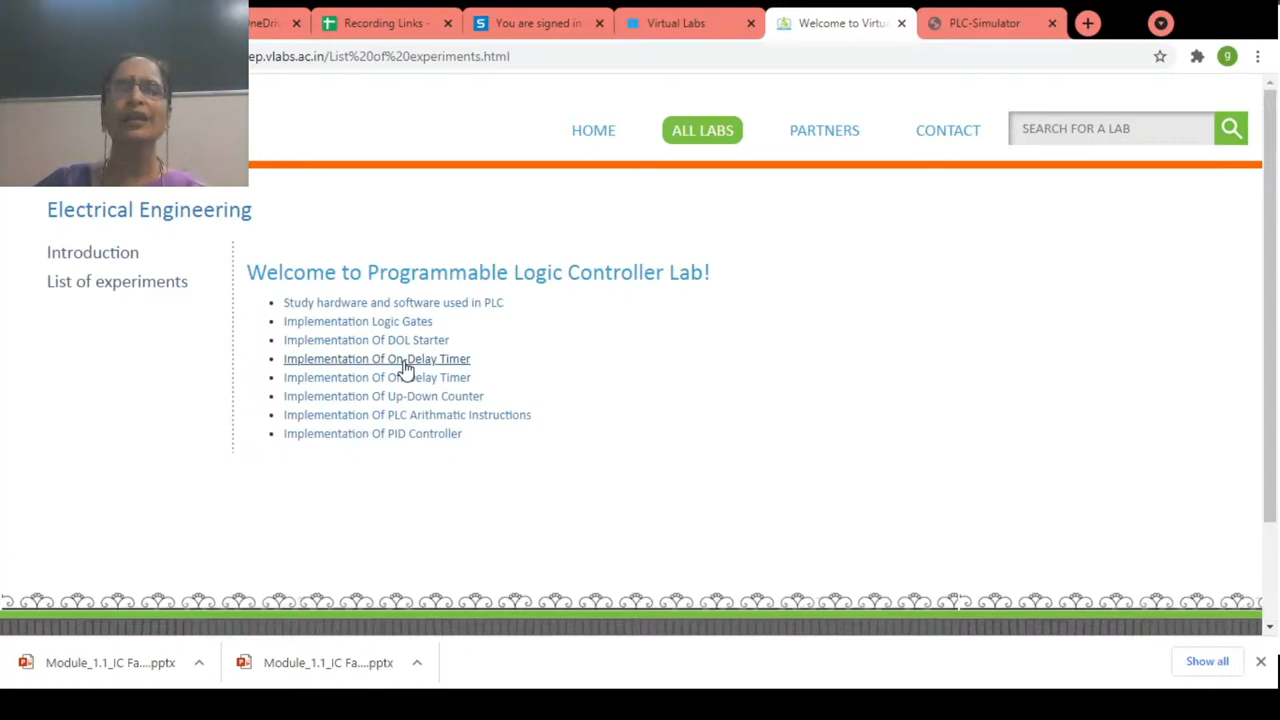 neDri
Recording Links -
You are signed in
Virtual Labs
Welcome to Virtu
PLC-Simulator
ep.vlabs.ac.in/List%20of%20experiments.html
g
HOME
ALL LABS
PARTNERS
CONTACT
SEARCH FOR A LAB
Electrical Engineering
Introduction
List of experiments
Welcome to Programmable Logic Controller Lab!
Study hardware and software used in PLC
Implementation Logic Gates
Implementation Of DOL Starter
Implementation Of On-Delay Timer
Implementation Of Delay Timer
Implementation Of Up-Down Counter
Implementation Of PLC Arithmatic Instructions
Implementation Of PID Controller
Module_1.1_IC Fa....pptx
Module_1.1_IC Fa....pptx
Show all